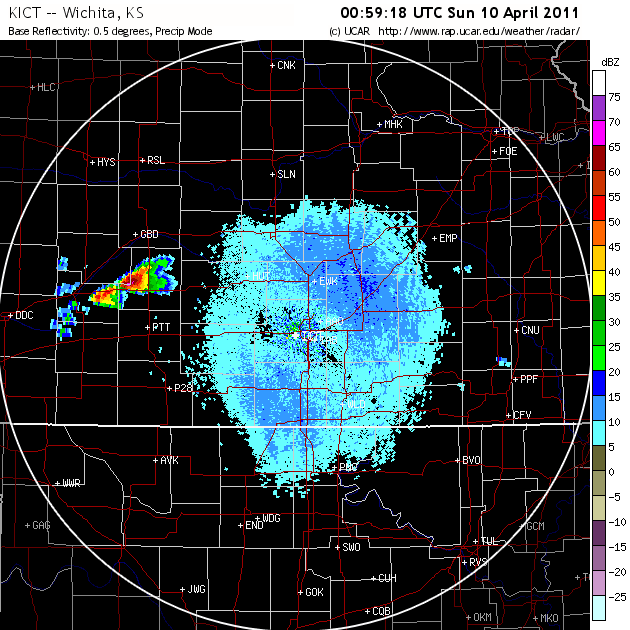 KICT -- Wichita, KS
00:59:18 UTC Sun 10 April 2011
Base Reflectivity: 0.5 degrees, Precip Mode
(c) UCAR http://www.rap.ucar.edu/weather/radar/
dBZ
CNK
HLC
75
70
MHK
TOP
LWC
FOE
65
HYS
RSL
60
SLN
55
50
GBD
EMP
45
40
EWK
35
DDC
PTT
CNU
30
25
PPF
20
P28
15
CFV
10
5
AVK
BVO
0
PNC
WWR
-5
WDG
-10
GAG
END
GCM
-15
SWO
TUL
RVS
-20
CUH
JWG
GOK
-25
CQB
OKM
MKO